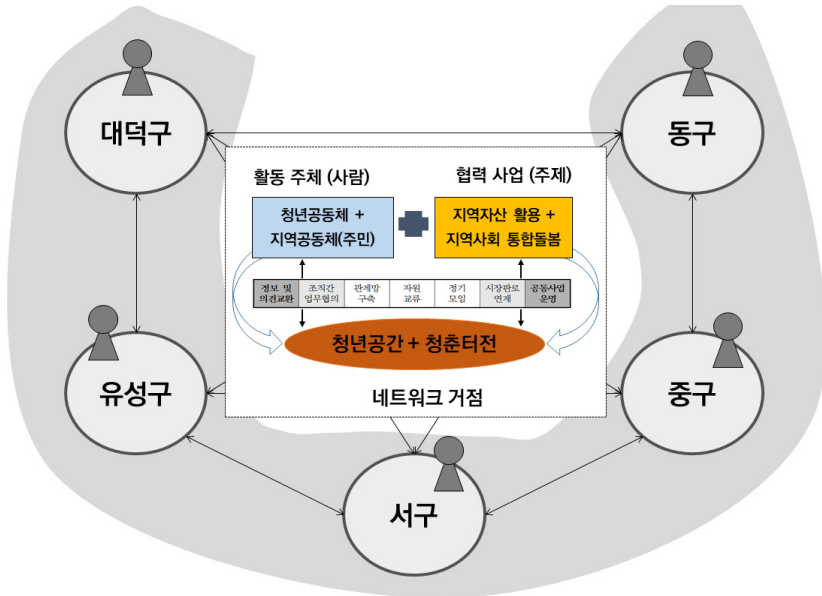 대덕구
동구
활동 주체 (사람)
협력 사업 (주제)
청년공동체 +
지역공동체(주민)
지역자산 활용 +
지역사회 통합돌봄
정보 및
의견교환
조직간
업무협의
관계망
구축
자원
교류
정기
모임
시장판로
연계
공동사업
운영
청년공간 + 청춘터전
네트워크 거점
유성구
중구
서구